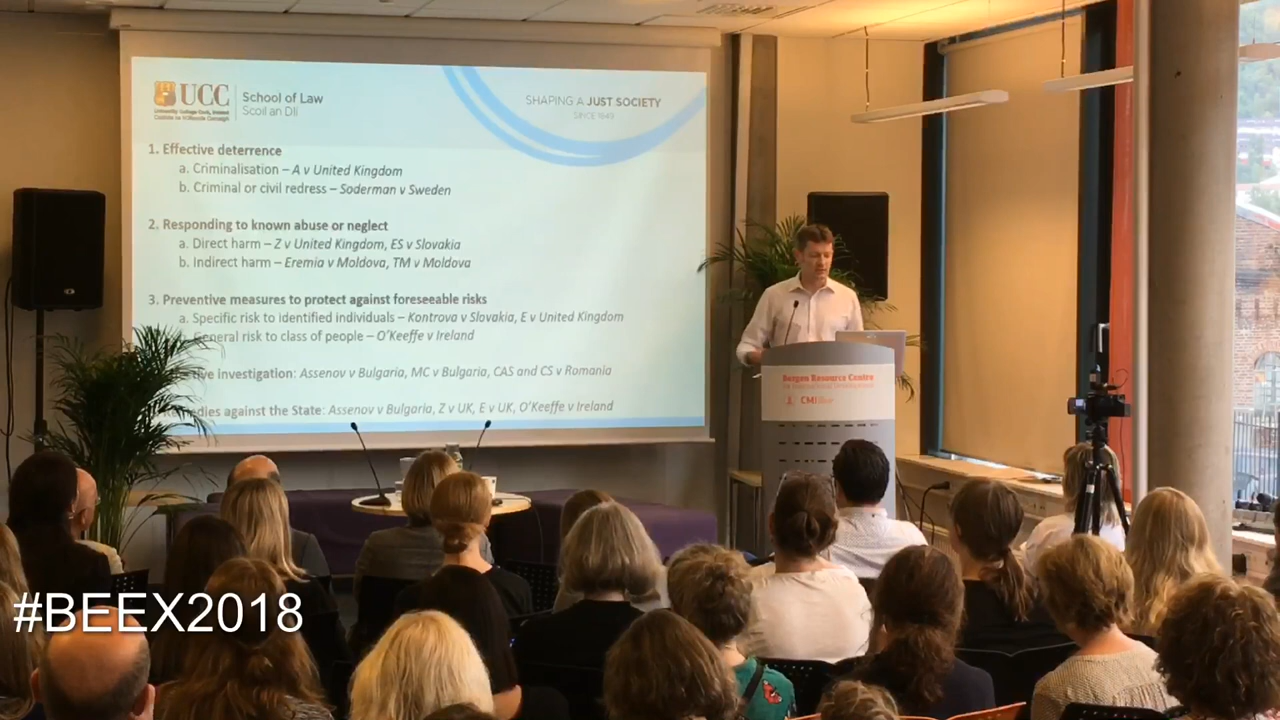 UCC
University College Cork, Ireland
Coláiste na hOllscoile Corcaigh
School of Law
Scoil an Dlí
SHAPING A JUST SOCIETY
SINCE 1849
1. Effective deterrence
a. Criminalisation – A v United Kingdom
b. Criminal or civil redress – Soderman v Sweden
2. Responding to known abuse or neglect
a. Direct harm – Z v United Kingdom, ES v Slovakia
b. Indirect harm – Eremia v Moldova, TM v Moldova
3. Preventive measures to protect against foreseeable risks
a. Specific risk to identified individuals – Kontrova v Slovakia, E v United Kingdom
General risk to class of people – O'Keeffe v Ireland
investigation: Assenov v Bulgaria, MC v Bulgaria, CAS and CS v Romania
against the State: Assenov v Bulgaria, Z v UK, E v UK, O'Keeffe v Ireland
Bergen Resource Centre
CMI
#BEEX2018